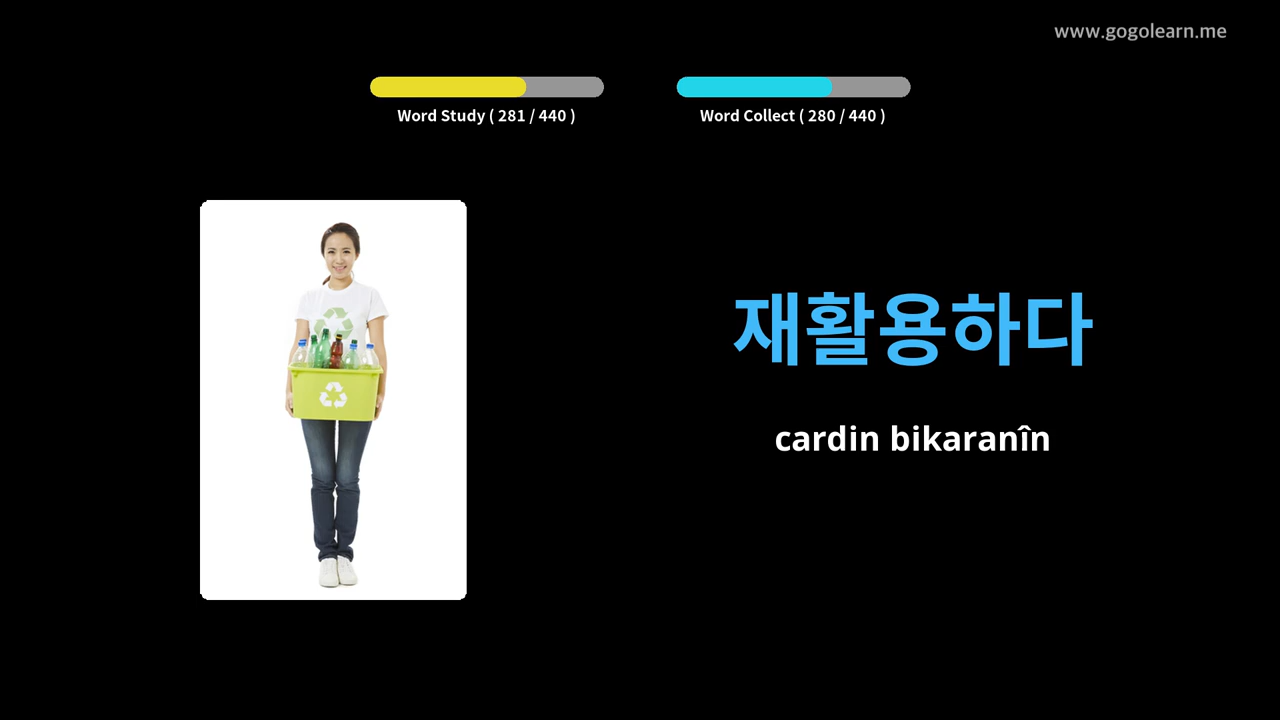 www.gogolearn.me
Word Study ( 281 / 440 )
Word Collect ( 280 / 440 )
재활용하다
cardin bikaranîn